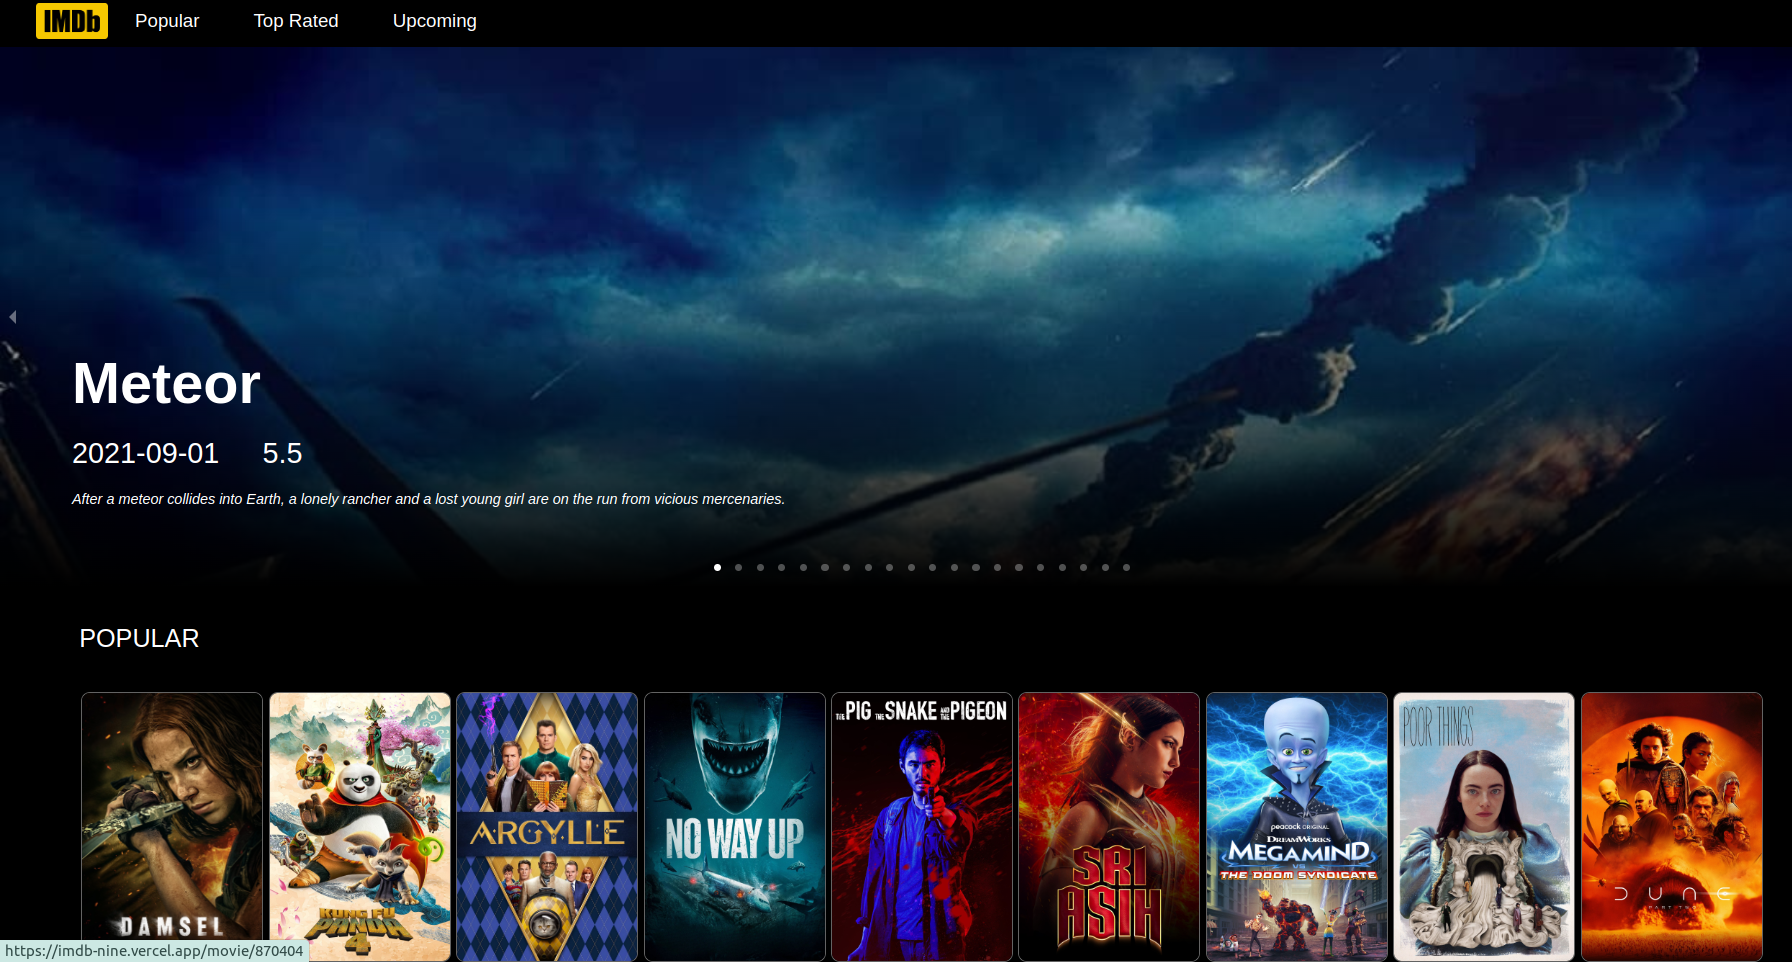 IMDb Popular Top Rated Upcoming
Meteor
2021-09-01 5.5
After a meteor collides into Earth, a lonely rancher and a lost young girl are on the run from vicious mercenaries.
POPULAR
DAMSEL
KUNG FU
PANDA
4
ARGYLLE
NO WAY UP
THE PIG THE SNAKE AND THE PIGEON
SRI
ASIH
peacock ORIGINAL
DREAMWORKS
MEGAMIND
VS
THE DOOM SYNDICATE
POOR THINGS
DUNE
https://imdb-nine.vercel.app/movie/870404